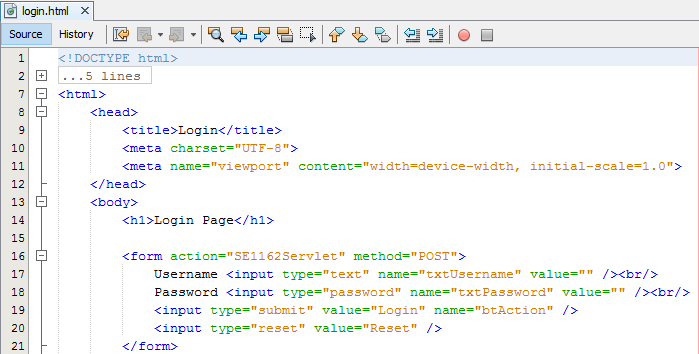 login.html
Source History
1 <!DOCTYPE html>
2 ...5 lines
7 <html>
8 <head>
9 <title>Login</title>
10 <meta charset="UTF-8">
11 <meta name="viewport" content="width=device-width, initial-scale=1.0">
12 </head>
13 <body>
14 <h1>Login Page</h1>
15
16 <form action="SE1162Servlet" method="POST">
17 Username <input type="text" name="txtUsername" value="" /><br/>
18 Password <input type="password" name="txtPassword" value="" /><br/>
19 <input type="submit" value="Login" name="btAction" />
20 <input type="reset" value="Reset" />
21 </form>